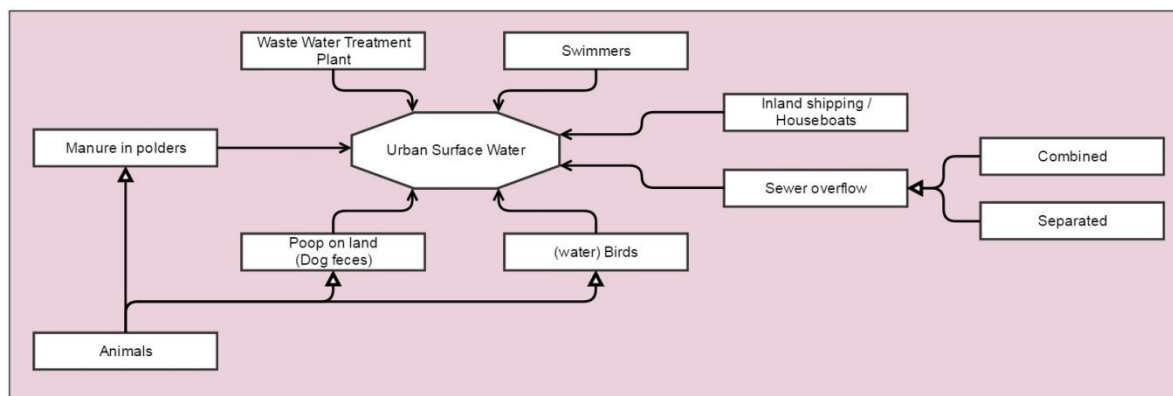 Waste Water Treatment
Plant
Swimmers
Inland shipping /
Houseboats
Manure in polders
Urban Surface Water
Combined
Sewer overflow
Separated
Poop on land
(Dog feces)
(water) Birds
Animals